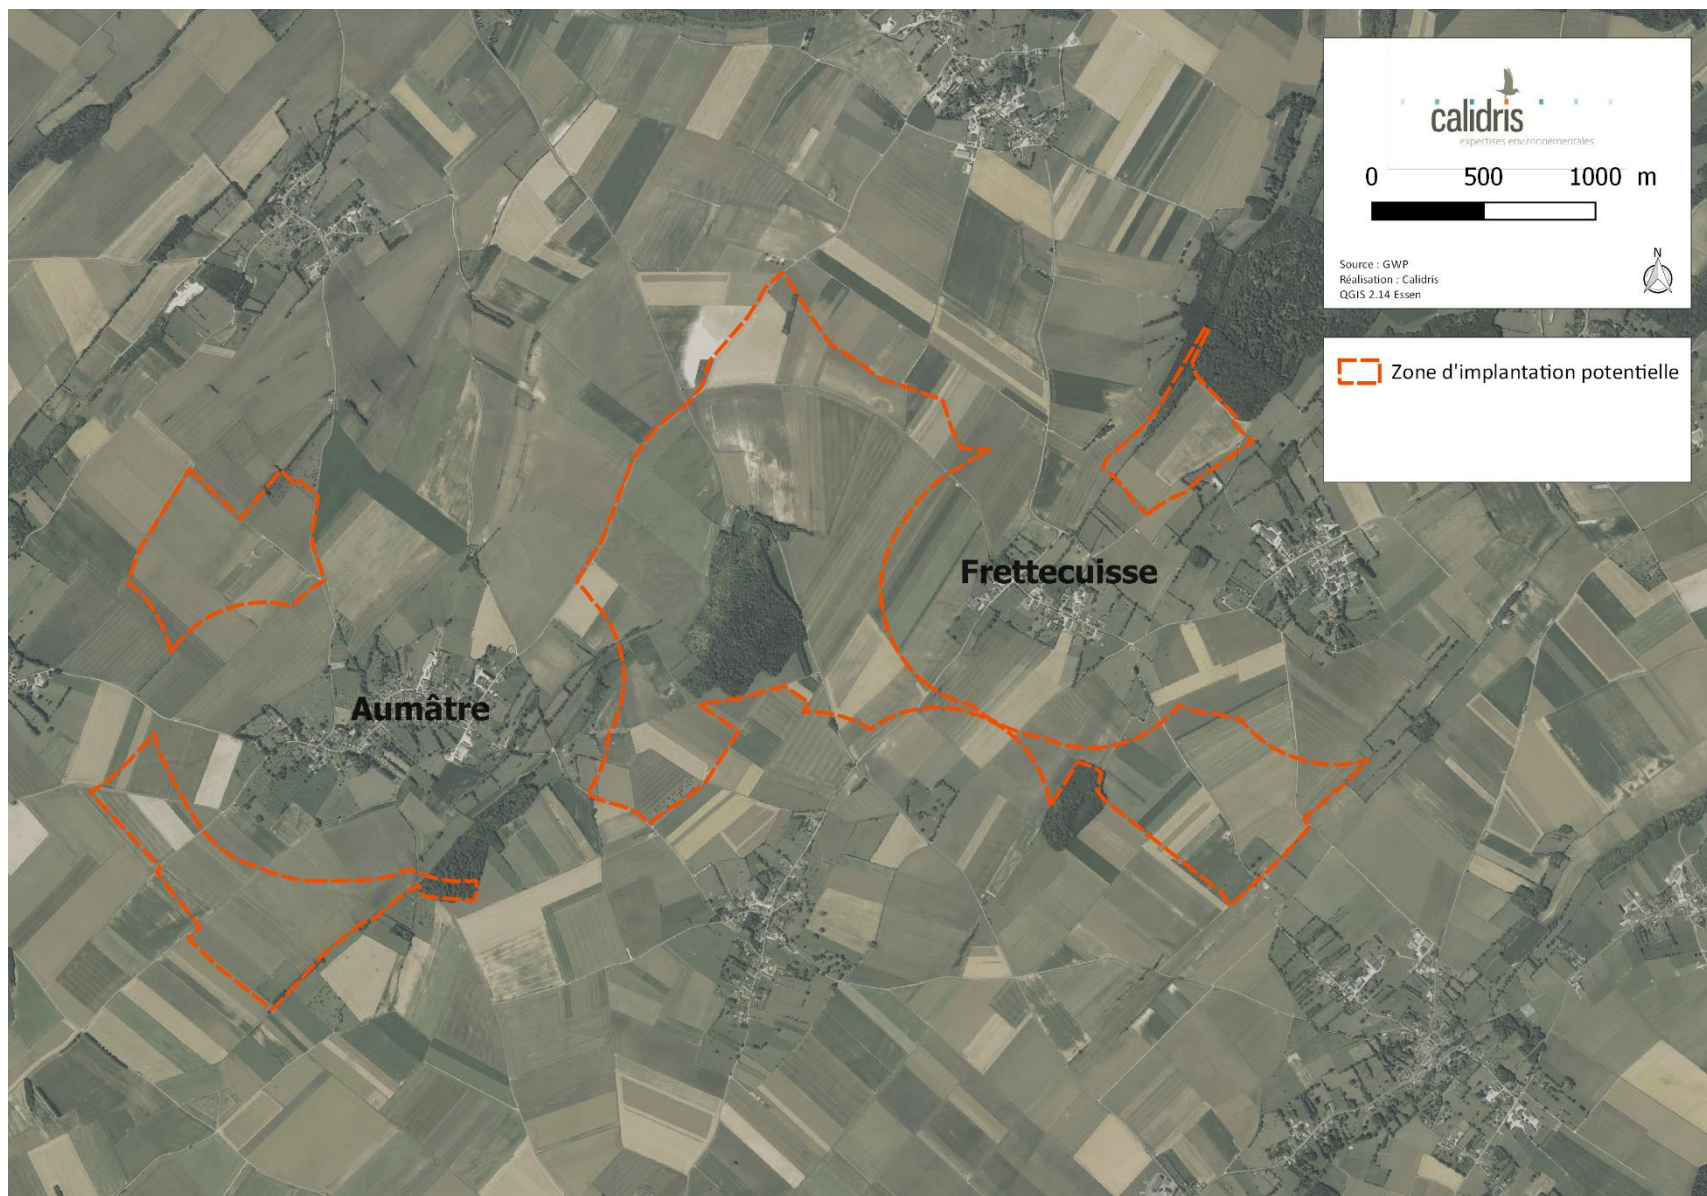 calidris
expertises environnementales
0 500 1000 m
Source : GWP
Réalisation : Calidris
QGIS 2.14 Essen
N
Zone d'implantation potentielle
Frettecuisse
Aumâtre